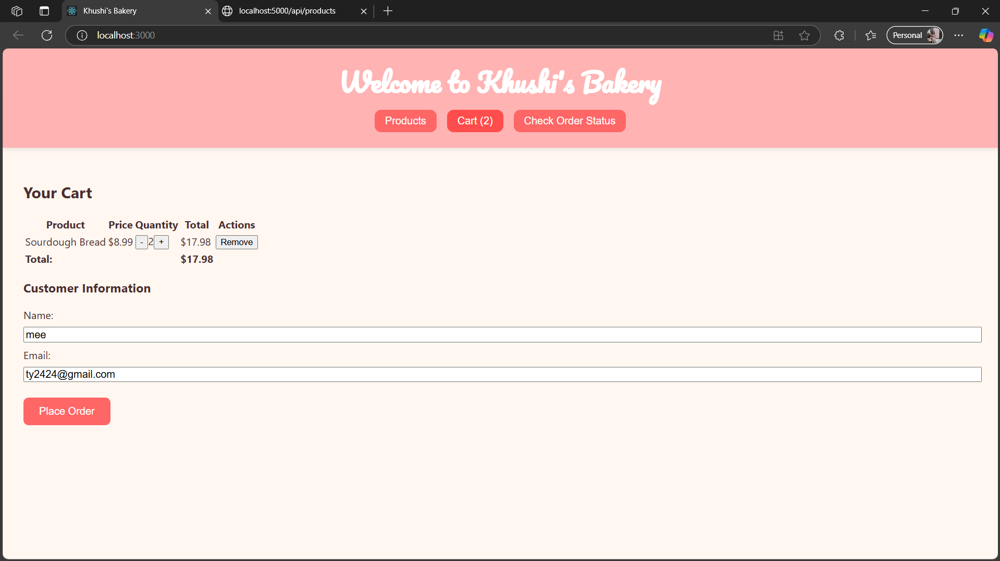 Khushi's Bakery
localhost:5000/api/products
localhost:3000
Personal
Welcome to Khushi's Bakery
Products
Cart (2)
Check Order Status
Your Cart
Product Price Quantity Total Actions
Sourdough Bread $8.99 - 2 + $17.98 Remove
Total: $17.98
Customer Information
Name:
mee
Email:
ty2424@gmail.com
Place Order